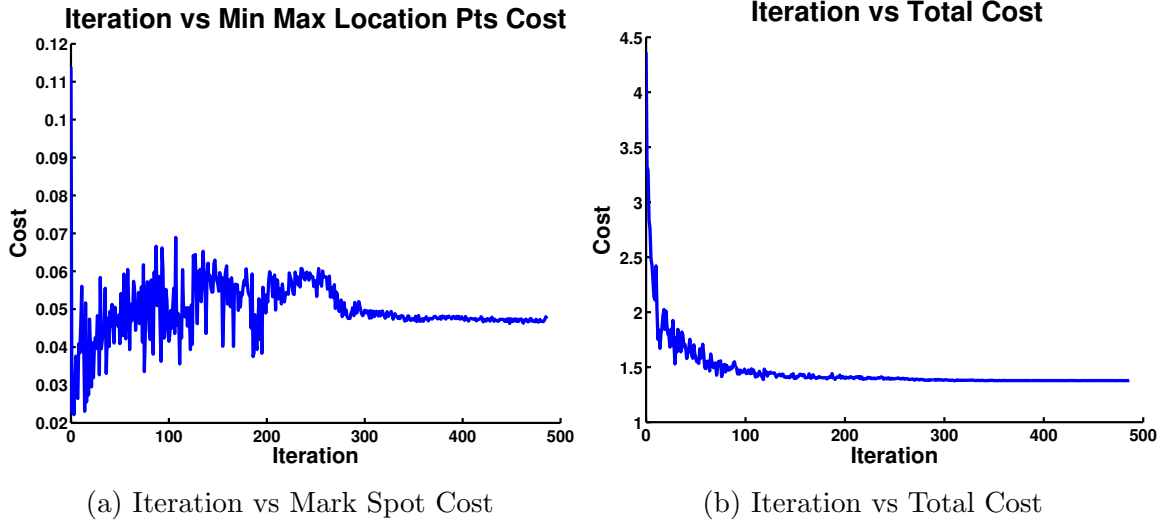 Iteration vs Min Max Location Pts Cost
0.12
0.11
0.1
0.09
0.08
0.07
0.06
0.05
0.04
0.03
0.02
Cost
0 100 200 300 400 500
Iteration
(a) Iteration vs Mark Spot Cost
Iteration vs Total Cost
4.5
4
3.5
3
2.5
2
1.5
1
Cost
0 100 200 300 400 500
Iteration
(b) Iteration vs Total Cost